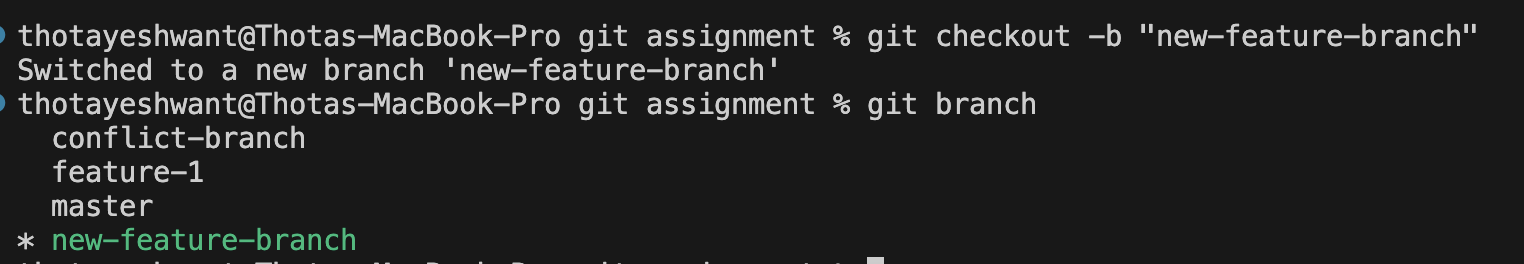 thotayeshwant@Thotas-MacBook-Pro git assignment % git checkout -b "new-feature-branch"
Switched to a new branch 'new-feature-branch'
thotayeshwant@Thotas-MacBook-Pro git assignment % git branch
  conflict-branch
  feature-1
  master
* new-feature-branch